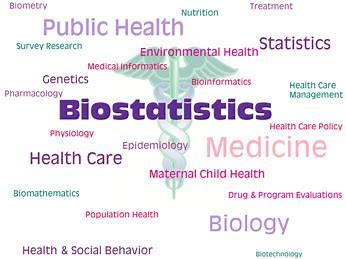 Biometry
Nutrition
Treatment
Public Health
Survey Research
Environmental Health
Statistics
Medical Informatics
Genetics
Bioinformatics
Health Care
Management
Pharmacology
Biostatistics
Physiology
Health Care Policy
Epidemiology
Medicine
Health Care
Maternal Child Health
Biomathematics
Drug & Program Evaluations
Population Health
Biology
Health & Social Behavior
Biotechnology